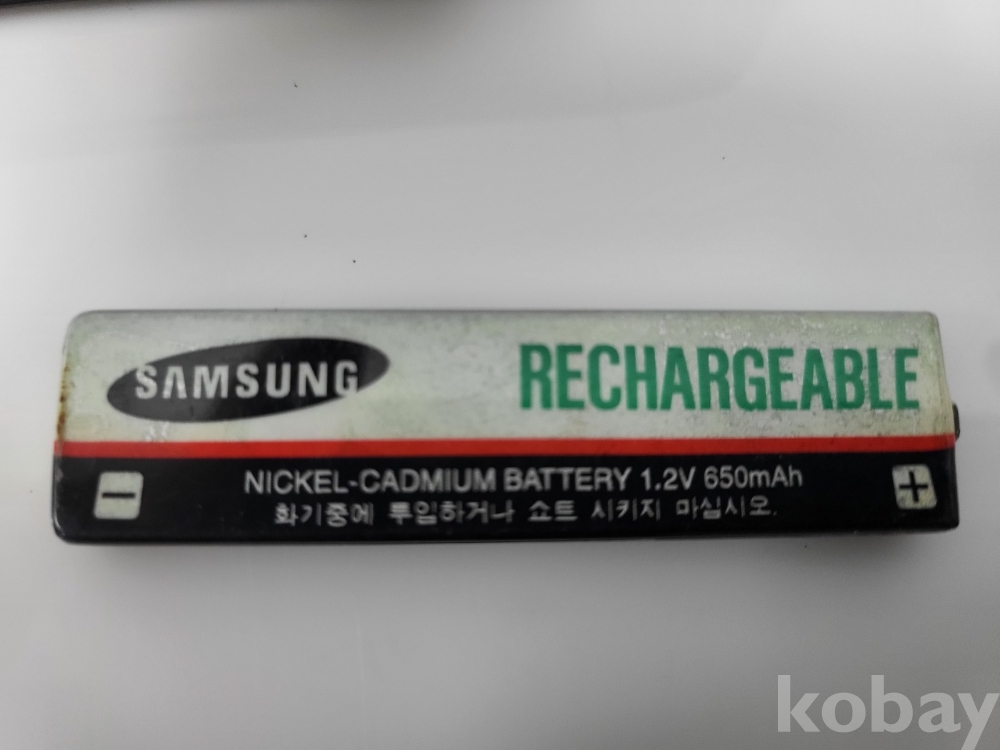 SAMSUNG
RECHARGEABLE
NICKEL-CADMIUM BATTERY 1.2V 650mAh
화기중에 투입하거나 쇼트 시키지 마십시오.
− +
kobay